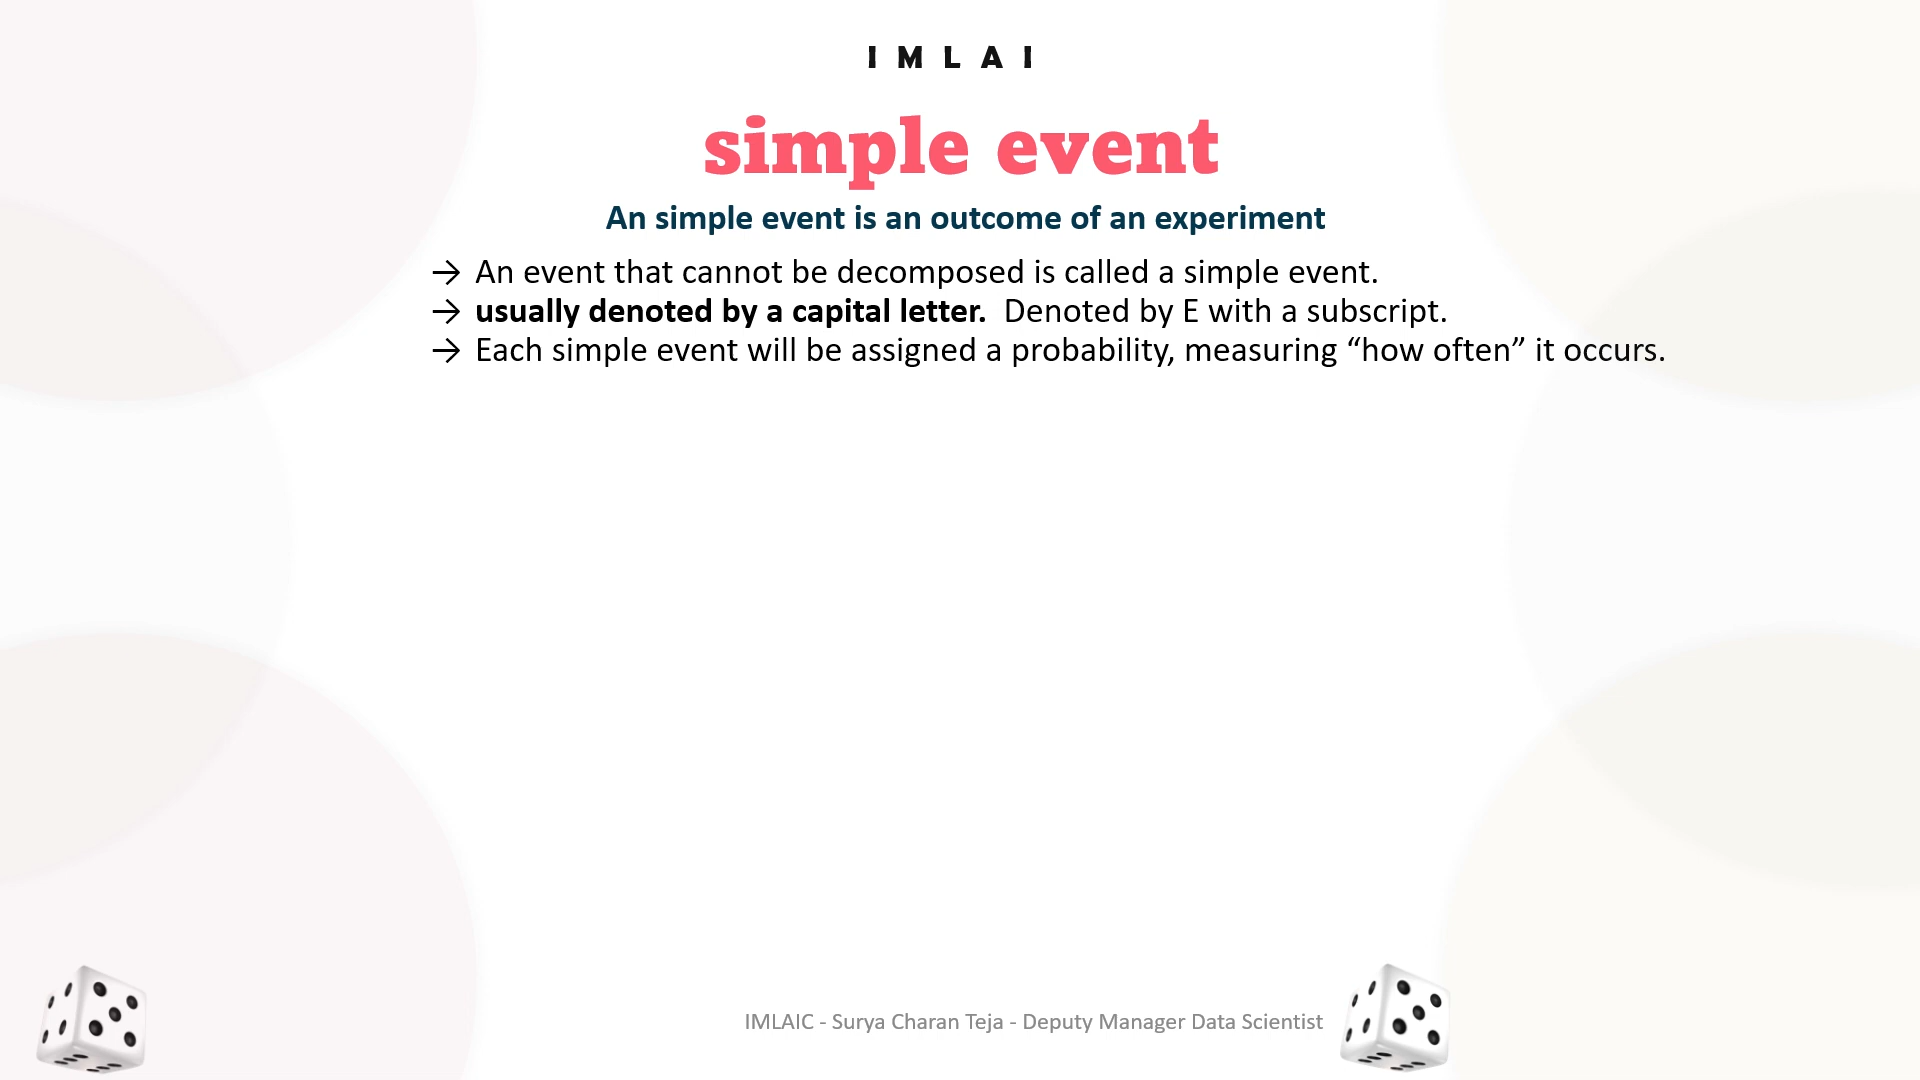 IMLAI
simple event
An simple event is an outcome of an experiment
→ An event that cannot be decomposed is called a simple event.
→ usually denoted by a capital letter. Denoted by E with a subscript.
→ Each simple event will be assigned a probability, measuring “how often” it occurs.
IMLAIC - Surya Charan Teja - Deputy Manager Data Scientist